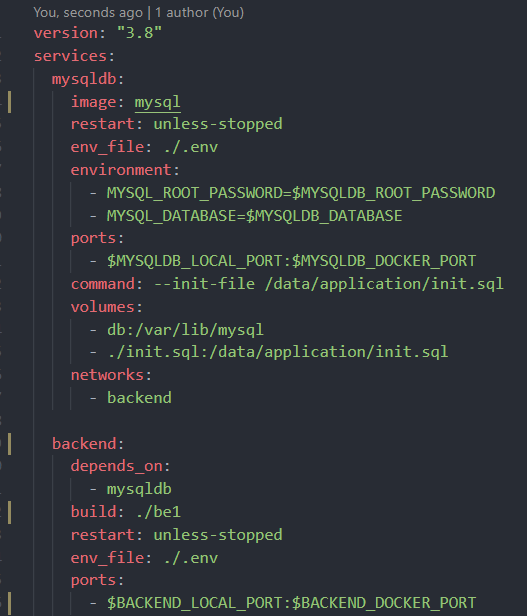 You, seconds ago | 1 author (You)
version: "3.8"
services:
  mysqldb:
    image: mysql
    restart: unless-stopped
    env_file: ./.env
    environment:
      - MYSQL_ROOT_PASSWORD=$MYSQLDB_ROOT_PASSWORD
      - MYSQL_DATABASE=$MYSQLDB_DATABASE
    ports:
      - $MYSQLDB_LOCAL_PORT:$MYSQLDB_DOCKER_PORT
    command: --init-file /data/application/init.sql
    volumes:
      - db:/var/lib/mysql
      - ./init.sql:/data/application/init.sql
    networks:
      - backend

  backend:
    depends_on:
      - mysqldb
    build: ./be1
    restart: unless-stopped
    env_file: ./.env
    ports:
      - $BACKEND_LOCAL_PORT:$BACKEND_DOCKER_PORT